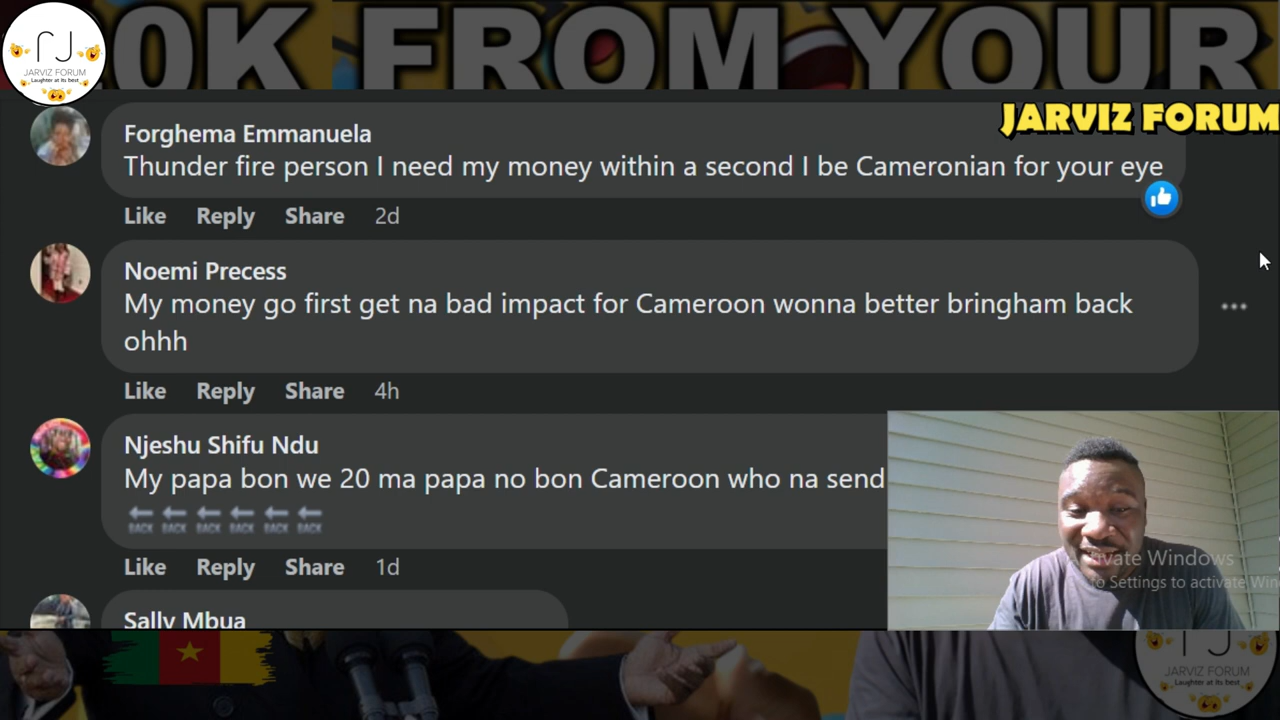 0K FROM YOUR
JARVIZ FORUM
Laughter at its best
JARVIZ FORUM
Forghema Emmanuela
Thunder fire person I need my money within a second I be Cameronian for your eye
Like Reply Share 2d
Noemi Precess
My money go first get na bad impact for Cameroon wonna better bringham back
ohhh
Like Reply Share 4h
Njeshu Shifu Ndu
My papa bon we 20 ma papa no bon Cameroon who na send
BACK BACK BACK BACK BACK BACK
Like Reply Share 1d
Windows
to Settings to activate
Sally Mbua
JARVIZ FORUM
Laughter at its best